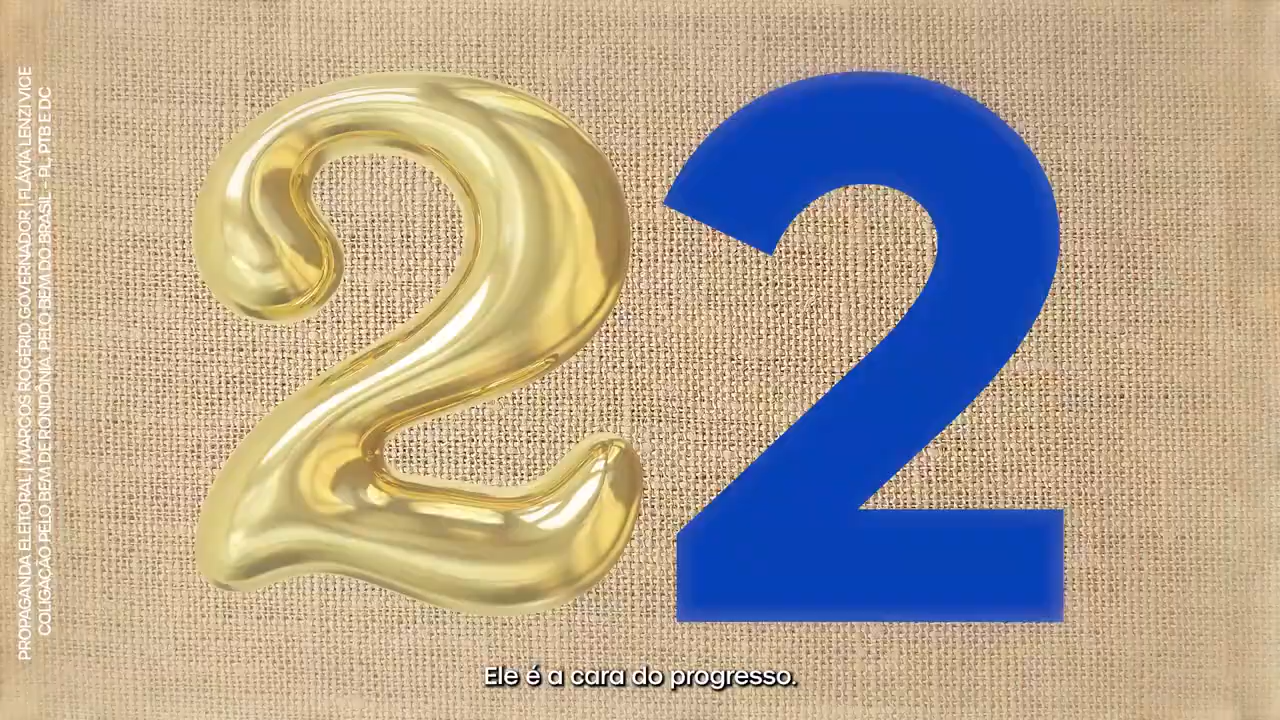 PROPAGANDA ELEITORAL | MARCOS ROGÉRIO GOVERNADOR | FLÁVIA LENZI VICE
COLIGAÇÃO PELO BEM DE RONDÔNIA, PELO BEM DO BRASIL - PL, PTB E DC
22
Ele é a cara do progresso.